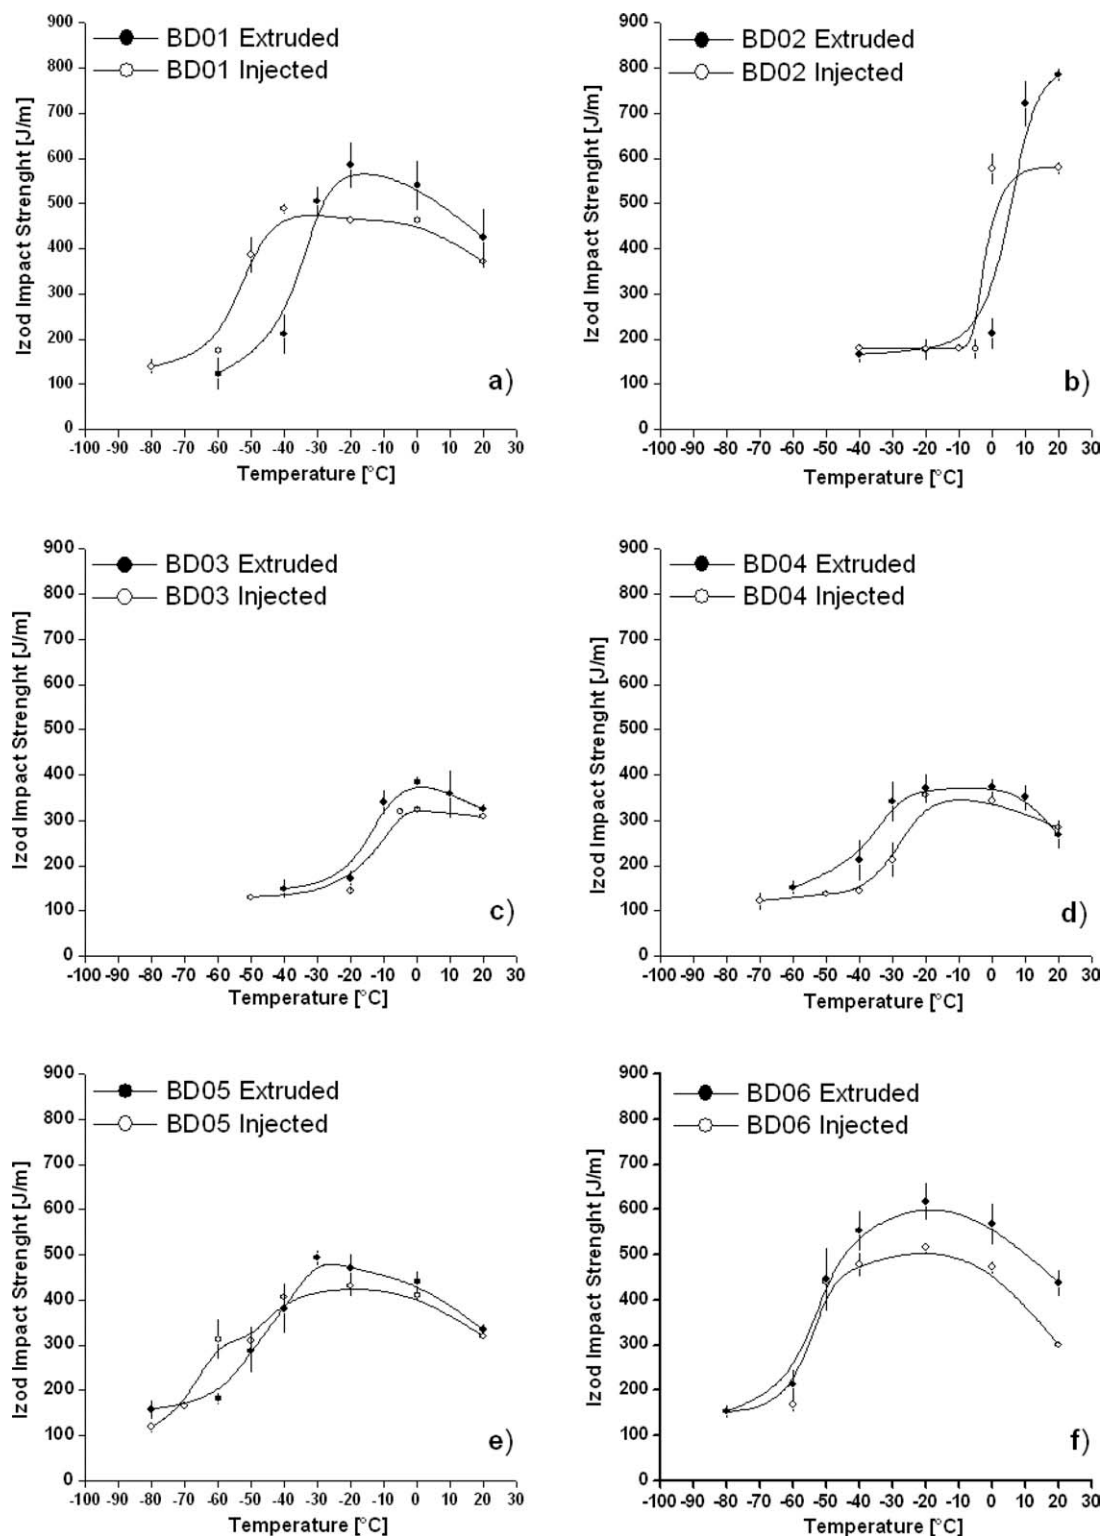 900
800
700
600
500
400
300
200
100
0
Izod Impact Strenght [J/m]
BD01 Extruded
BD01 Injected
a)
-100 -90 -80 -70 -60 -50 -40 -30 -20 -10 0 10 20 30
Temperature [°C]
900
800
700
600
500
400
300
200
100
0
Izod Impact Strenght [J/m]
BD02 Extruded
BD02 Injected
b)
-100 -90 -80 -70 -60 -50 -40 -30 -20 -10 0 10 20 30
Temperature [°C]
900
800
700
600
500
400
300
200
100
0
Izod Impact Strenght [J/m]
BD03 Extruded
BD03 Injected
c)
-100 -90 -80 -70 -60 -50 -40 -30 -20 -10 0 10 20 30
Temperature [°C]
900
800
700
600
500
400
300
200
100
0
Izod Impact Strenght [J/m]
BD04 Extruded
BD04 Injected
d)
-100 -90 -80 -70 -60 -50 -40 -30 -20 -10 0 10 20 30
Temperature [°C]
900
800
700
600
500
400
300
200
100
0
Izod Impact Strenght [J/m]
BD05 Extruded
BD05 Injected
e)
-100 -90 -80 -70 -60 -50 -40 -30 -20 -10 0 10 20 30
Temperature [°C]
900
800
700
600
500
400
300
200
100
0
Izod Impact Strenght [J/m]
BD06 Extruded
BD06 Injected
f)
-100 -90 -80 -70 -60 -50 -40 -30 -20 -10 0 10 20 30
Temperature [°C]